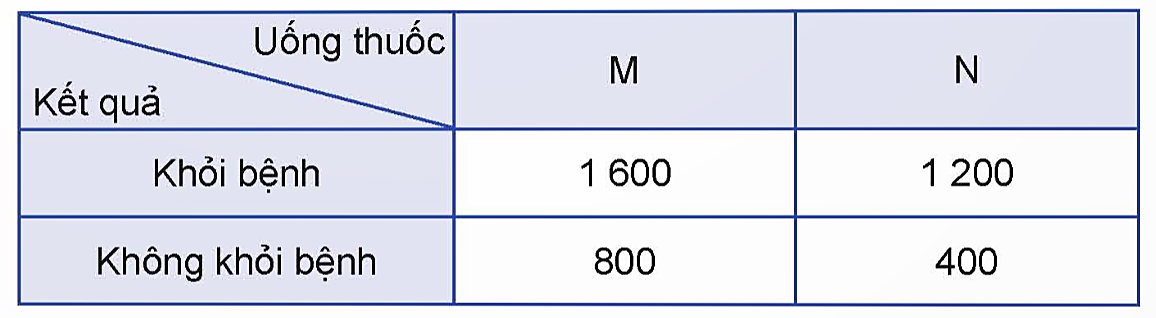 Uống thuốc
Kết quả
M
N
Khỏi bệnh
1 600
1 200
Không khỏi bệnh
800
400